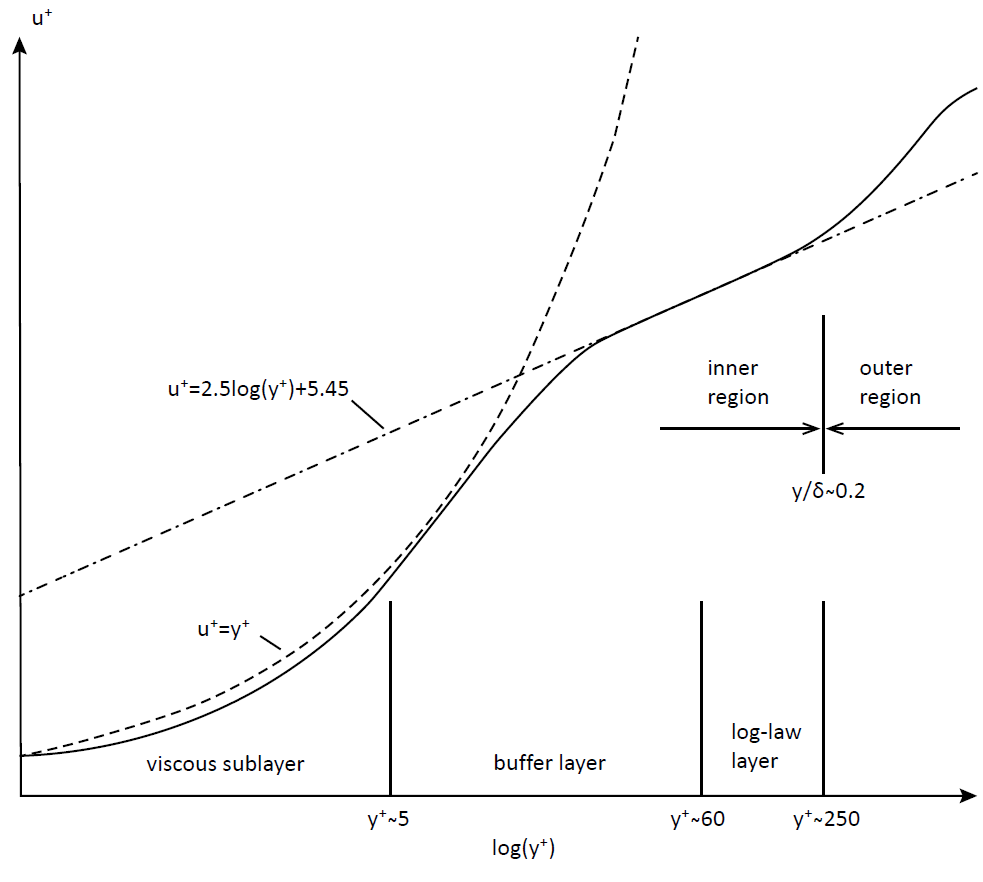 u⁺
u⁺=2.5log(y⁺)+5.45
inner
region
outer
region
y/δ~0.2
u⁺=y⁺
viscous sublayer
buffer layer
log-law
layer
y⁺~5
y⁺~60
y⁺~250
log(y⁺)